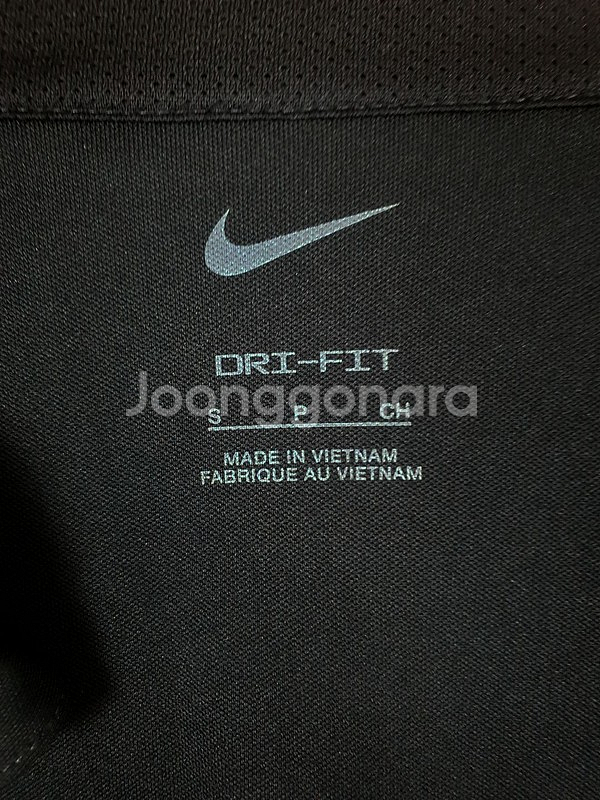 DRI-FIT
Joonggonara
S P CH
MADE IN VIETNAM
FABRIQUE AU VIETNAM